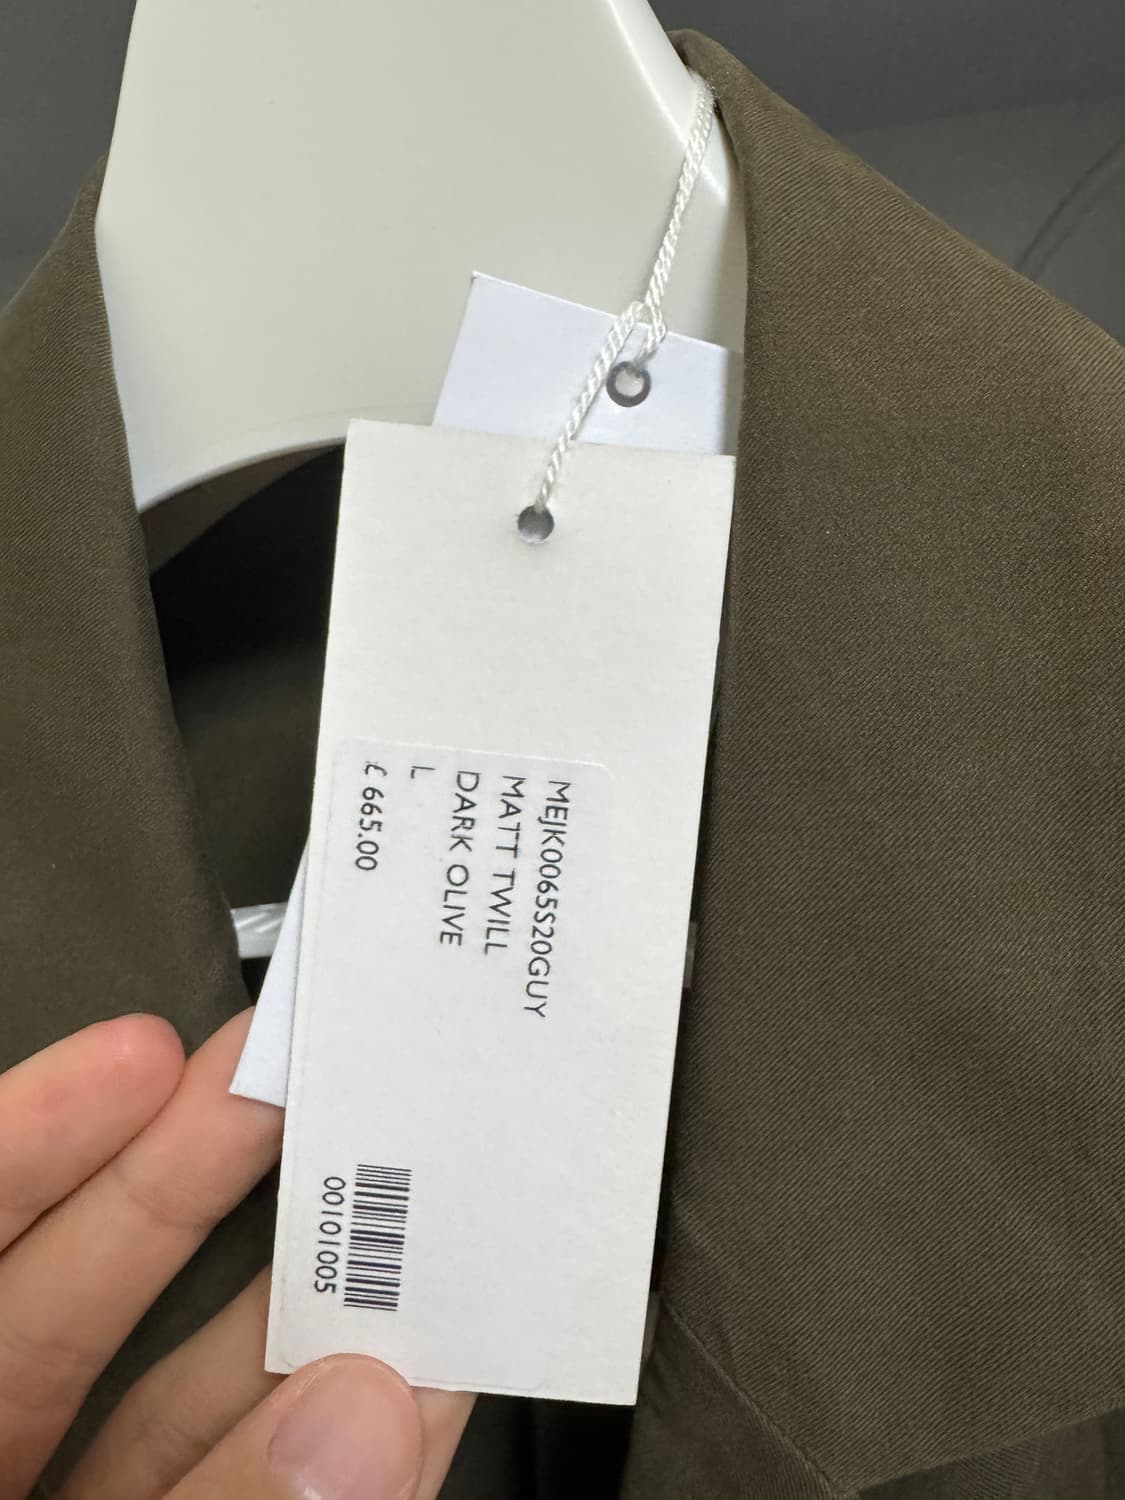 MEJK0065S20GUY
MATT TWILL
DARK OLIVE
L
£ 665.00
00101005